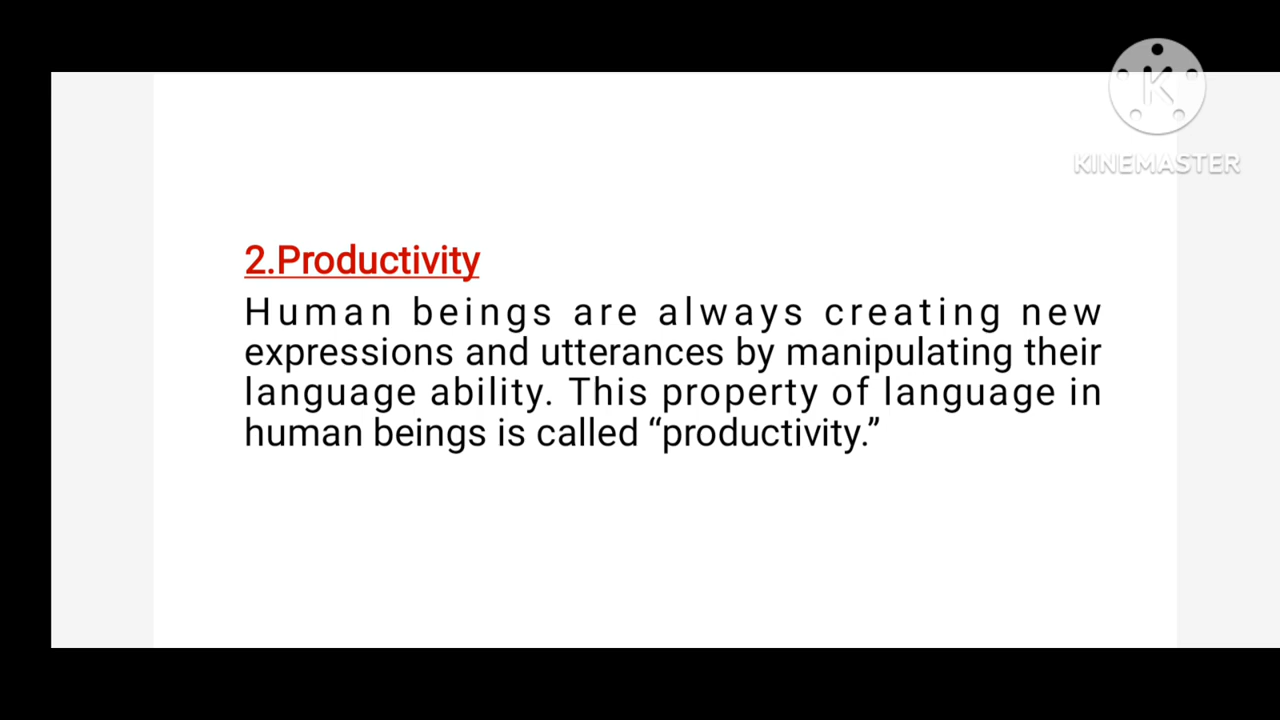 K
KINEMASTER
2.Productivity
Human beings are always creating new
expressions and utterances by manipulating their
language ability. This property of language in
human beings is called “productivity.”